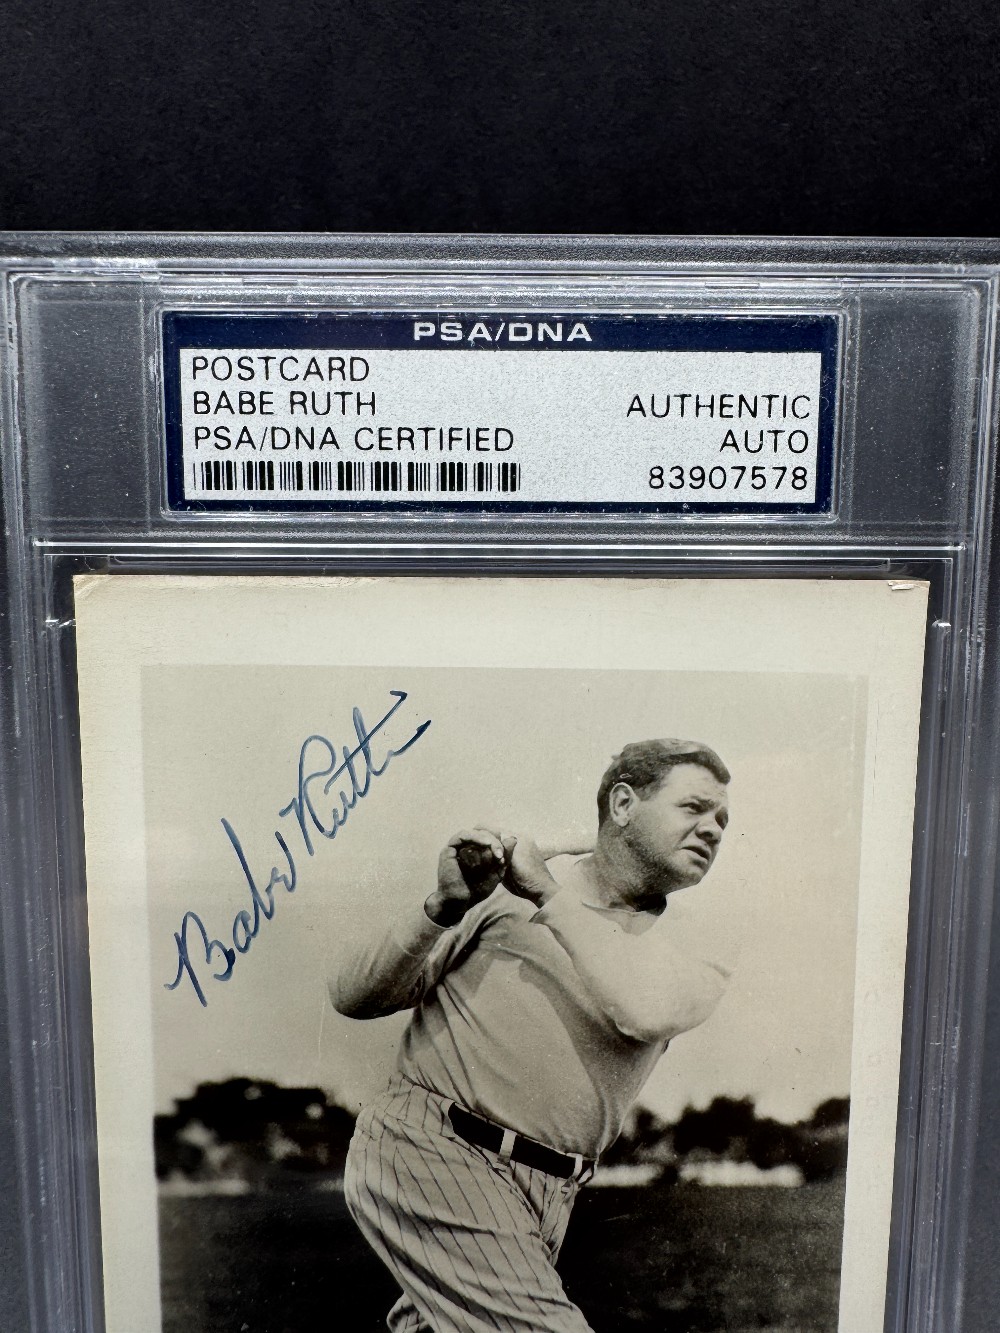 PSA/DNA
POSTCARD
BABE RUTH
PSA/DNA CERTIFIED
AUTHENTIC
AUTO
83907578
Babe Ruth